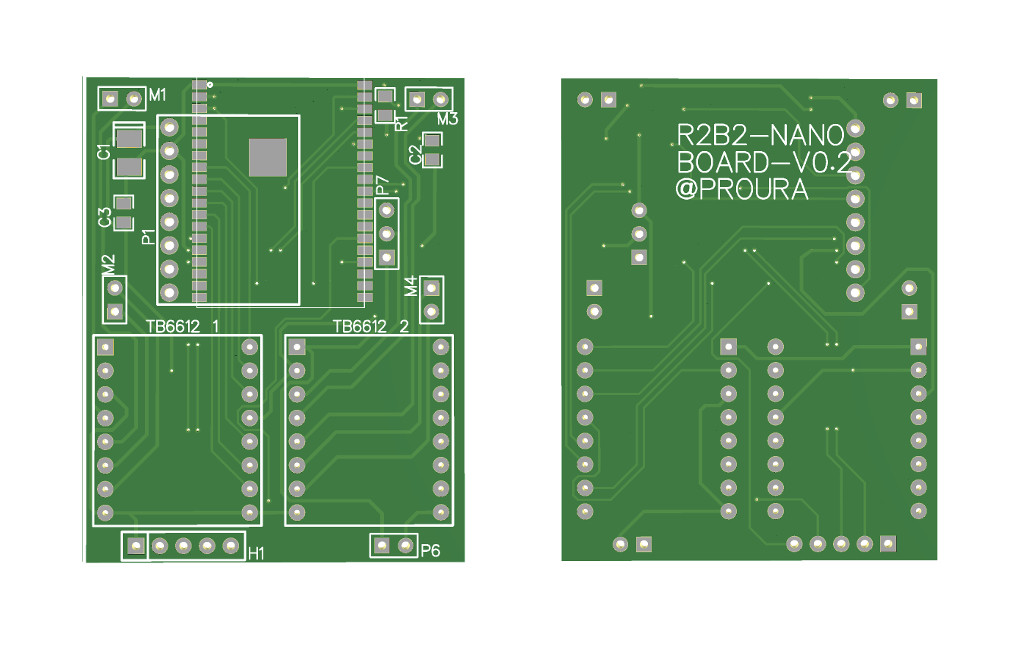 M1
M3
R1
C1
C2
P7
C3
P1
M2
M4
TB6612 1
TB6612 2
H1
P6
R2B2-NANO
BOARD-V0.2
@PROURA